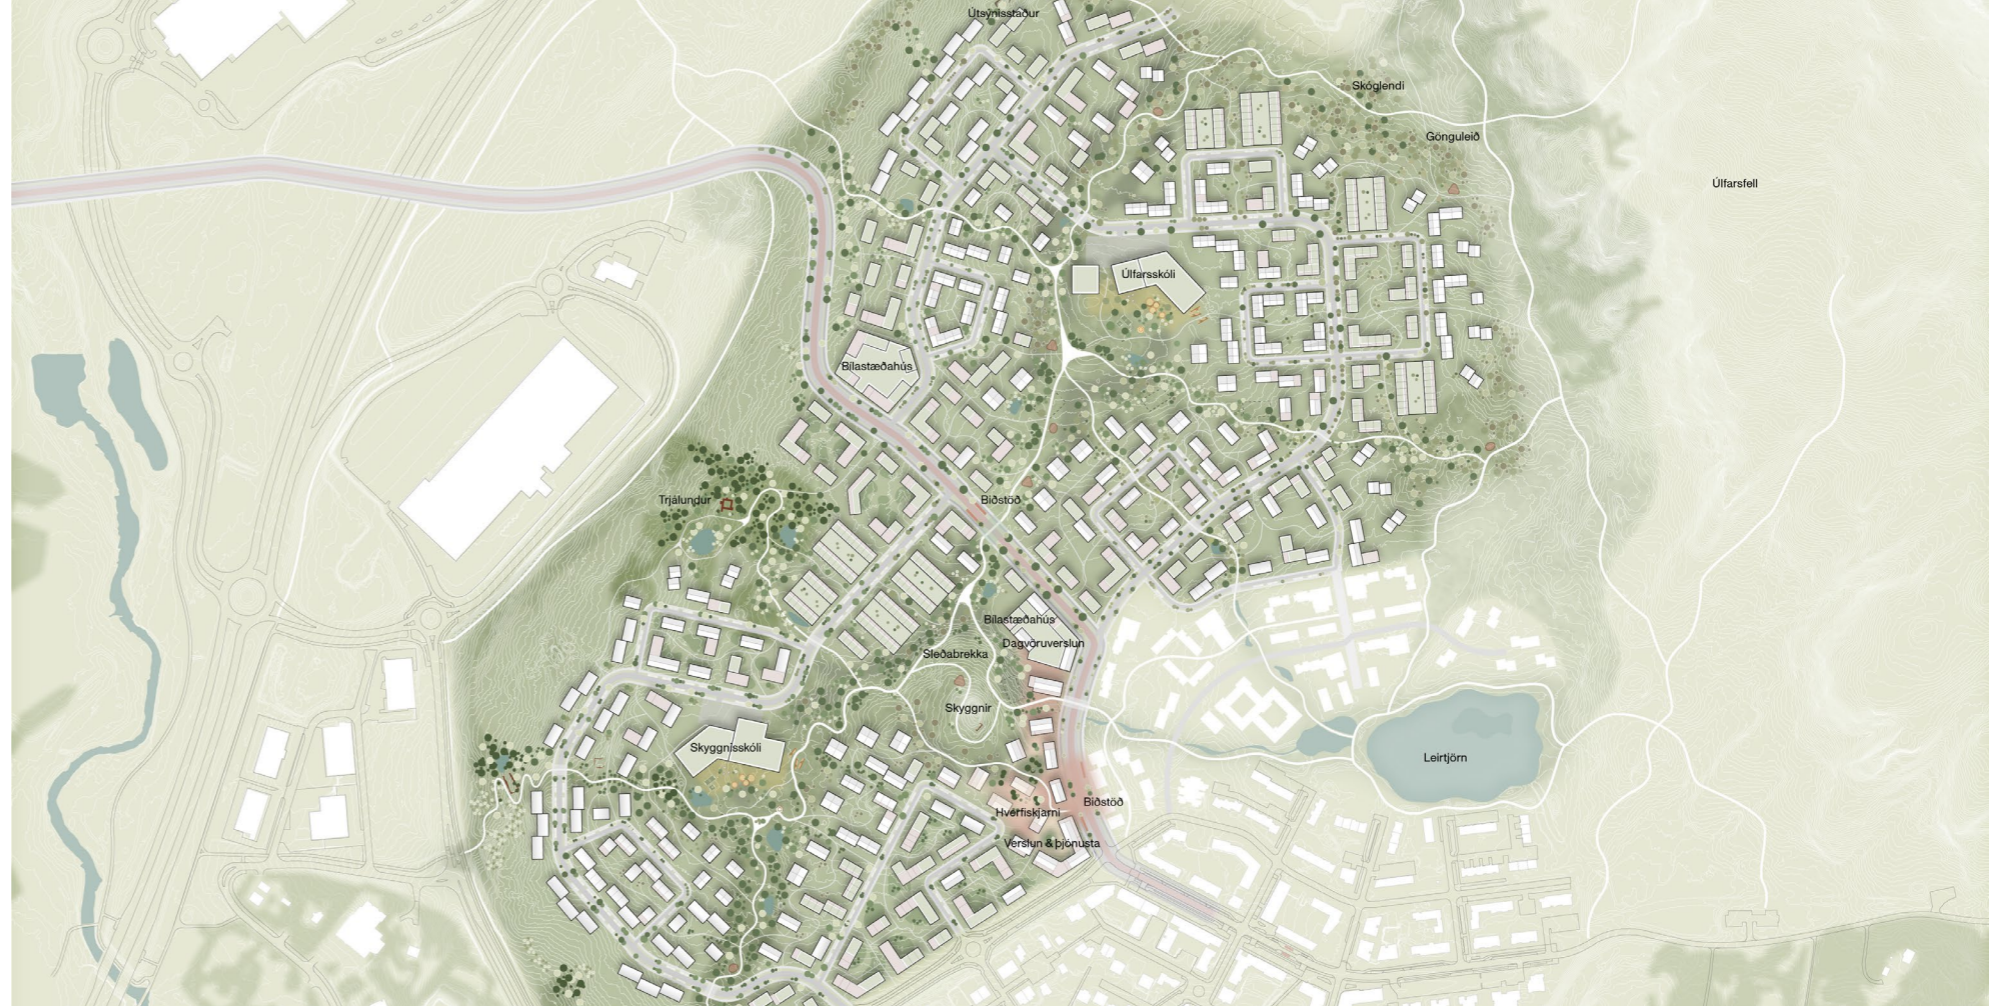 Útsýnisstaður
Skóglendi
Gönguleið
Úlfarsfell
Úlfarsskóli
Bílastæðahús
Trjálundur
Biðstöð
Bílastæðahús
Dagvöruverslun
Sleðabrekka
Skyggnir
Skyggnisskóli
Leirtjörn
Biðstöð
Hverfiskjarni
Verslun & þjónusta